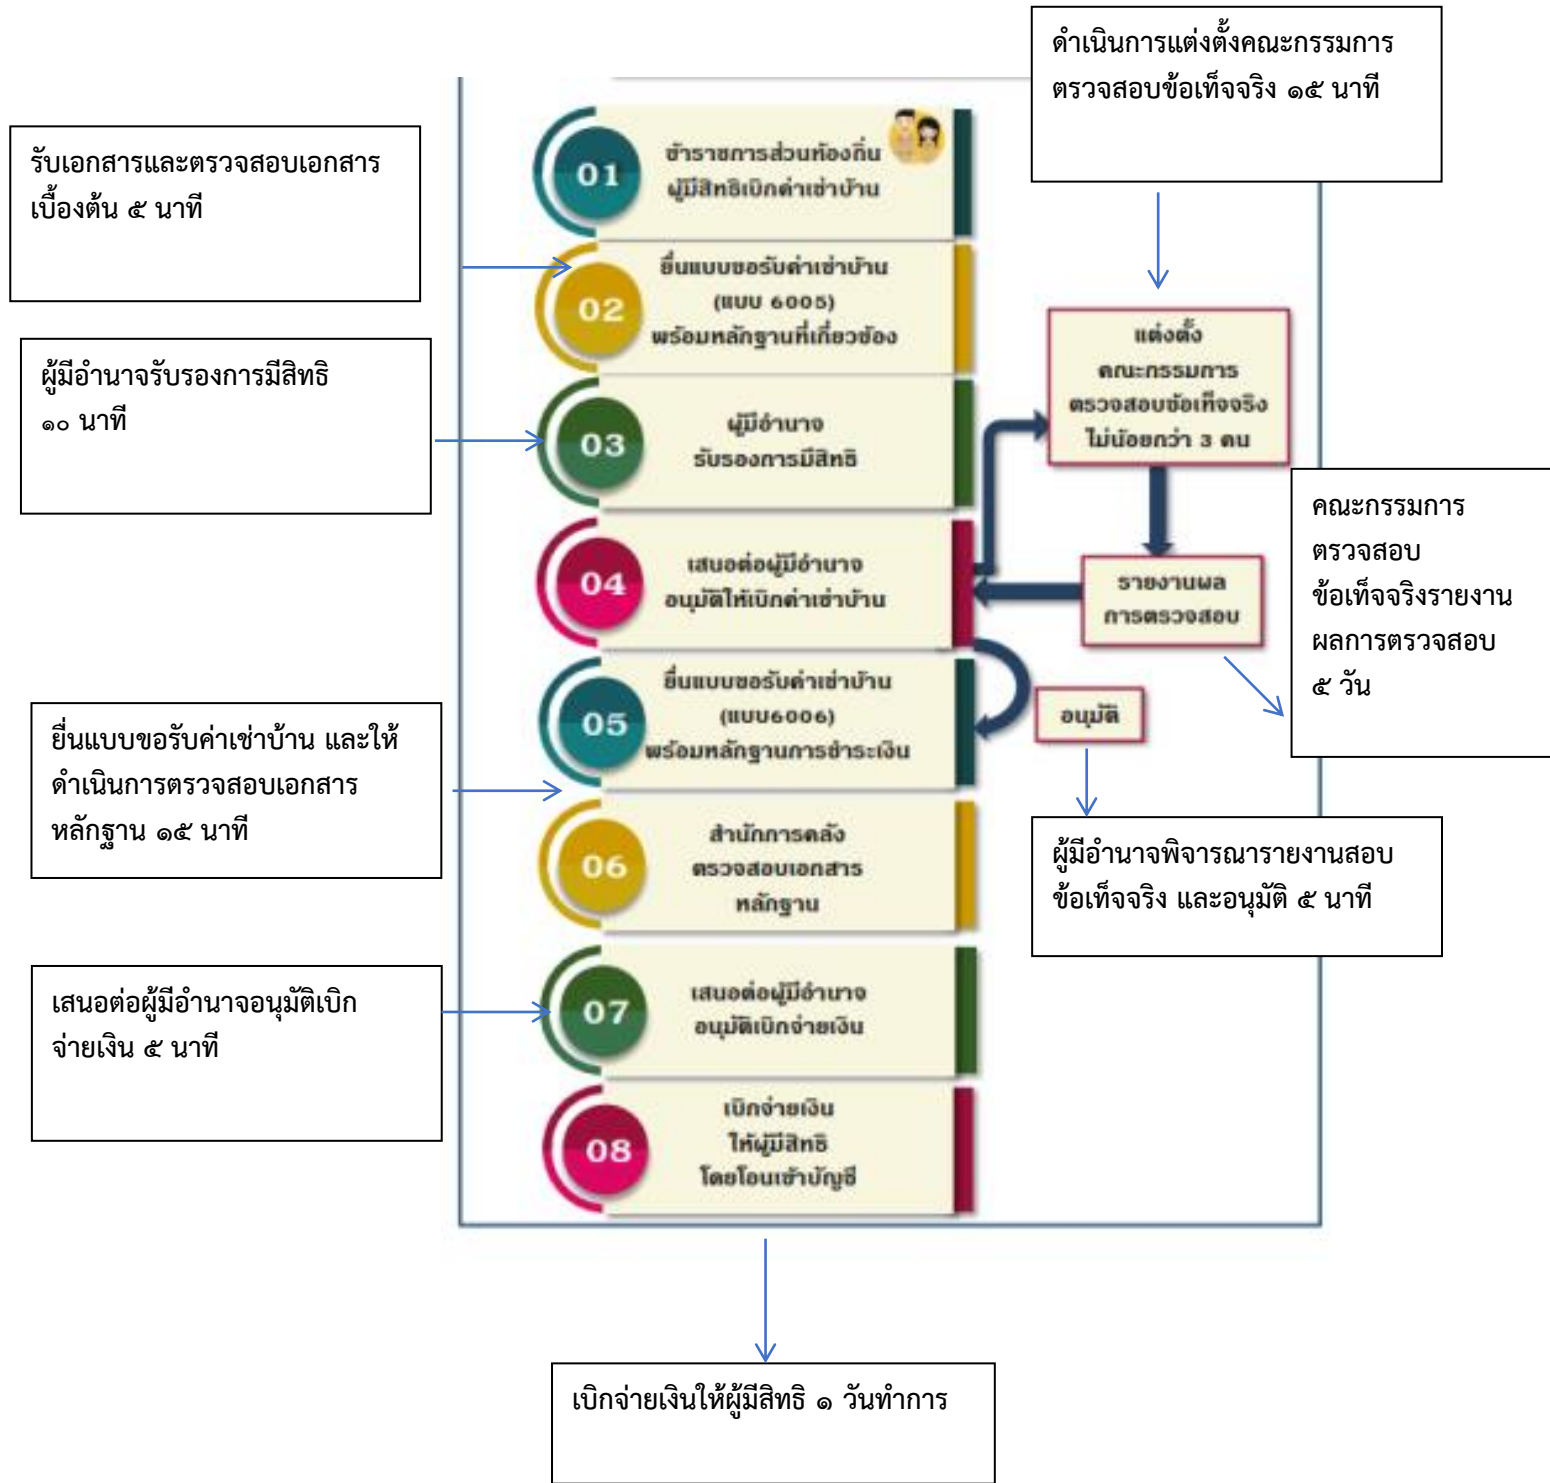 ดำเนินการแต่งตั้งคณะกรรมการ
ตรวจสอบข้อเท็จจริง ๑๕ นาที
รับเอกสารและตรวจสอบเอกสาร
เบื้องต้น ๕ นาที
01
ข้าราชการส่วนท้องถิ่น
ผู้มีสิทธิเบิกค่าเช่าบ้าน
02
ยื่นแบบขอรับค่าเช่าบ้าน
(แบบ 6005)
พร้อมหลักฐานที่เกี่ยวข้อง
ผู้มีอำนาจรับรองการมีสิทธิ
๑๐ นาที
03
ผู้มีอำนาจ
รับรองการมีสิทธิ
แต่งตั้ง
คณะกรรมการ
ตรวจสอบข้อเท็จจริง
ไม่น้อยกว่า 3 คน
คณะกรรมการ
ตรวจสอบ
ข้อเท็จจริงรายงาน
ผลการตรวจสอบ
๕ วัน
04
เสนอต่อผู้มีอำนาจ
อนุมัติให้เบิกค่าเช่าบ้าน
รายงานผล
การตรวจสอบ
05
ยื่นแบบขอรับค่าเช่าบ้าน
(แบบ6006)
พร้อมหลักฐานการชำระเงิน
อนุมัติ
ยื่นแบบขอรับค่าเช่าบ้าน และให้
ดำเนินการตรวจสอบเอกสาร
หลักฐาน ๑๕ นาที
06
สำนักการคลัง
ตรวจสอบเอกสาร
หลักฐาน
ผู้มีอำนาจพิจารณารายงานสอบ
ข้อเท็จจริง และอนุมัติ ๕ นาที
เสนอต่อผู้มีอำนาจอนุมัติเบิก
จ่ายเงิน ๕ นาที
07
เสนอต่อผู้มีอำนาจ
อนุมัติเบิกจ่ายเงิน
08
เบิกจ่ายเงิน
ให้ผู้มีสิทธิ
โดยโอนเข้าบัญชี
เบิกจ่ายเงินให้ผู้มีสิทธิ ๑ วันทำการ